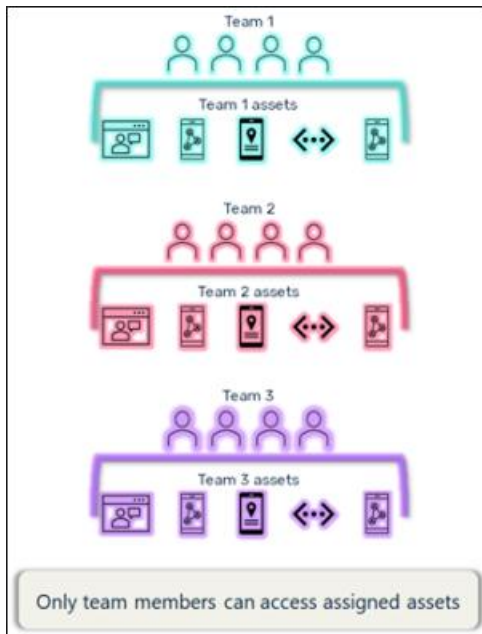 Team 1
Team 1 assets
Team 2
Team 2 assets
Team 3
Team 3 assets
Only team members can access assigned assets